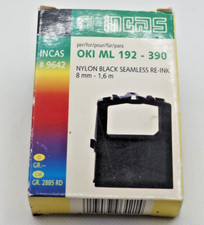 INCAS
INCAS
# 9642
per/for/pour/für/para
OKI ML 192 - 390
NYLON BLACK SEAMLESS RE-INK
8 mm - 1,6 m
GR.--
GR. 2885 RD